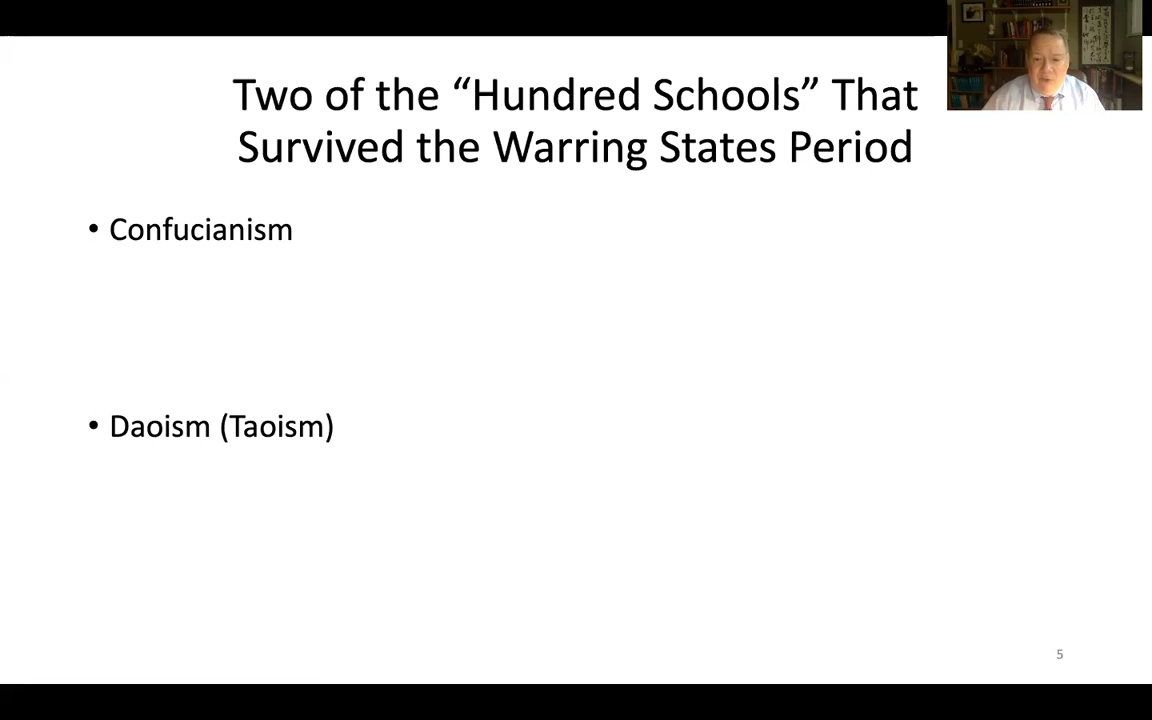 Two of the “Hundred Schools” That
Survived the Warring States Period
• Confucianism
• Daoism (Taoism)
5